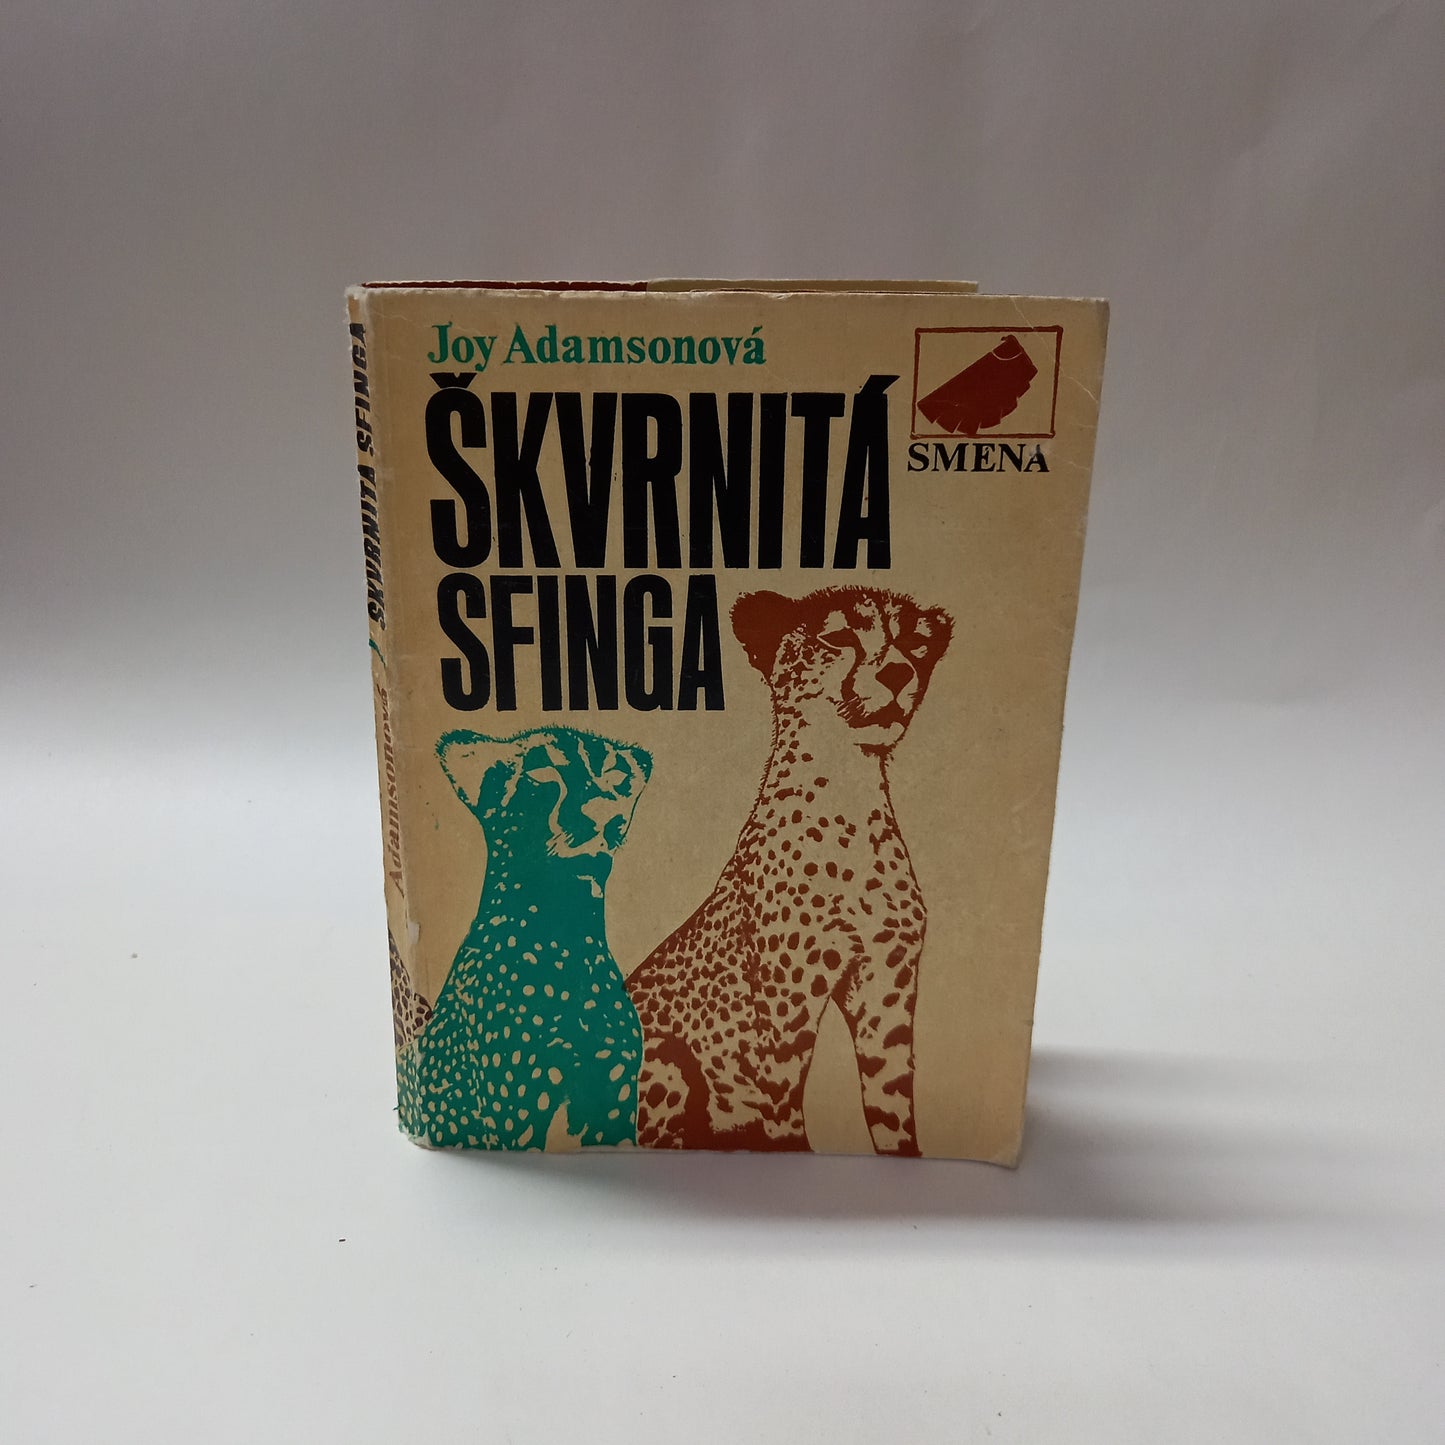 Joy Adamsonová
ŠKVRNITÁ
SFINGA
SMENA
Adamsonová / ŠKVRNITÁ SFINGA